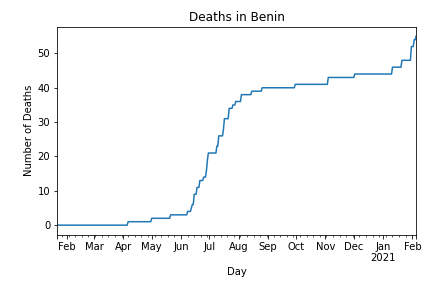 Deaths in Benin
Number of Deaths
50
40
30
20
10
0
Feb Mar Apr May Jun Jul Aug Sep Oct Nov Dec Jan Feb
2021
Day